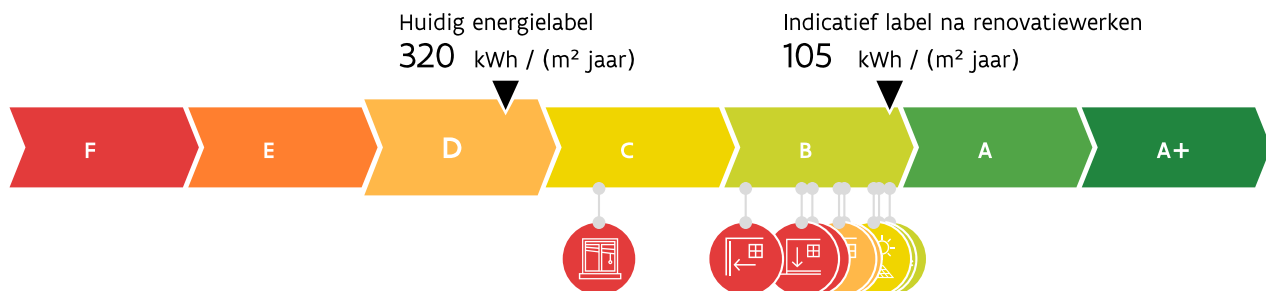 Huidig energielabel
320 kWh / (m² jaar)
Indicatief label na renovatiewerken
105 kWh / (m² jaar)
F E D C B A A+